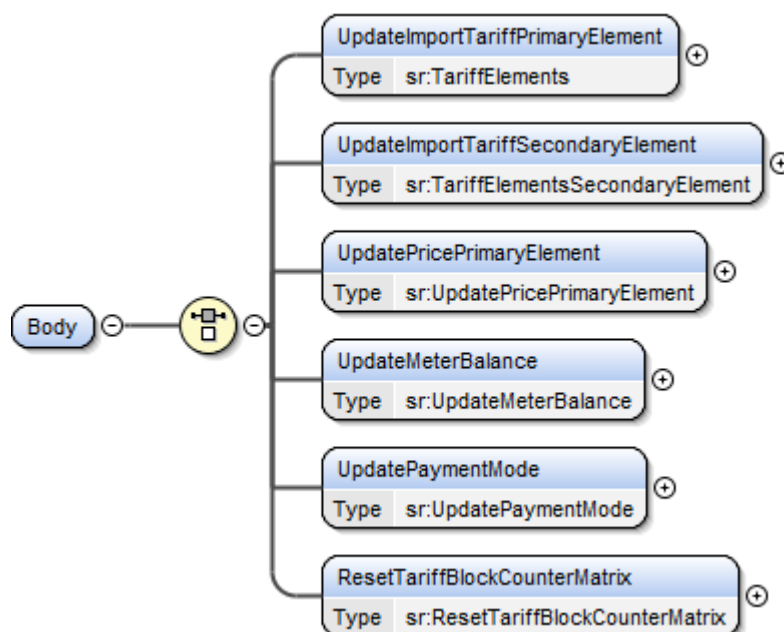 UpdateImportTariffPrimaryElement
Type sr:TariffElements
UpdateImportTariffSecondaryElement
Type sr:TariffElementsSecondaryElement
UpdatePricePrimaryElement
Type sr:UpdatePricePrimaryElement
Body
UpdateMeterBalance
Type sr:UpdateMeterBalance
UpdatePaymentMode
Type sr:UpdatePaymentMode
ResetTariffBlockCounterMatrix
Type sr:ResetTariffBlockCounterMatrix